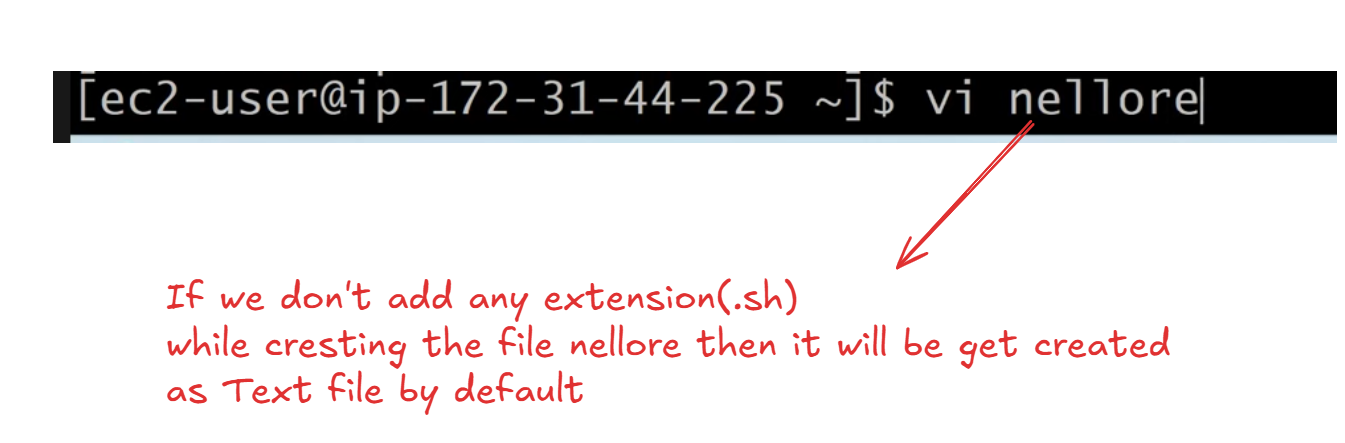 [ec2-user@ip-172-31-44-225 ~]$ vi nellore
If we don't add any extension(.sh)
while cresting the file nellore then it will be get created
as Text file by default